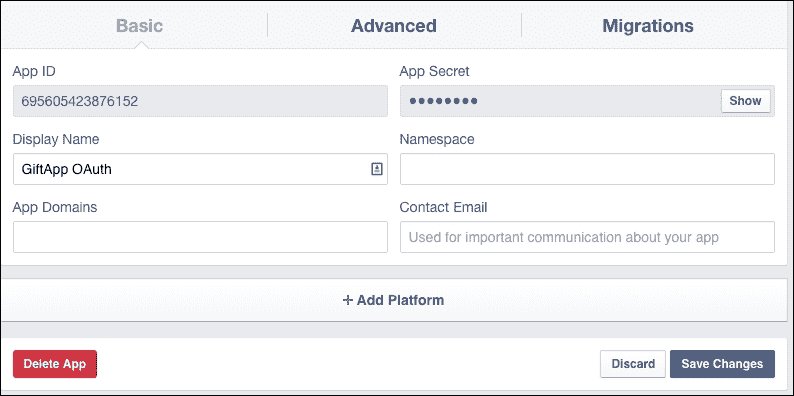 Basic Advanced Migrations
App ID App Secret
695605423876152 ●●●●●●●● Show
Display Name Namespace
GiftApp OAuth
App Domains Contact Email
Used for important communication about your app
+ Add Platform
Delete App Discard Save Changes